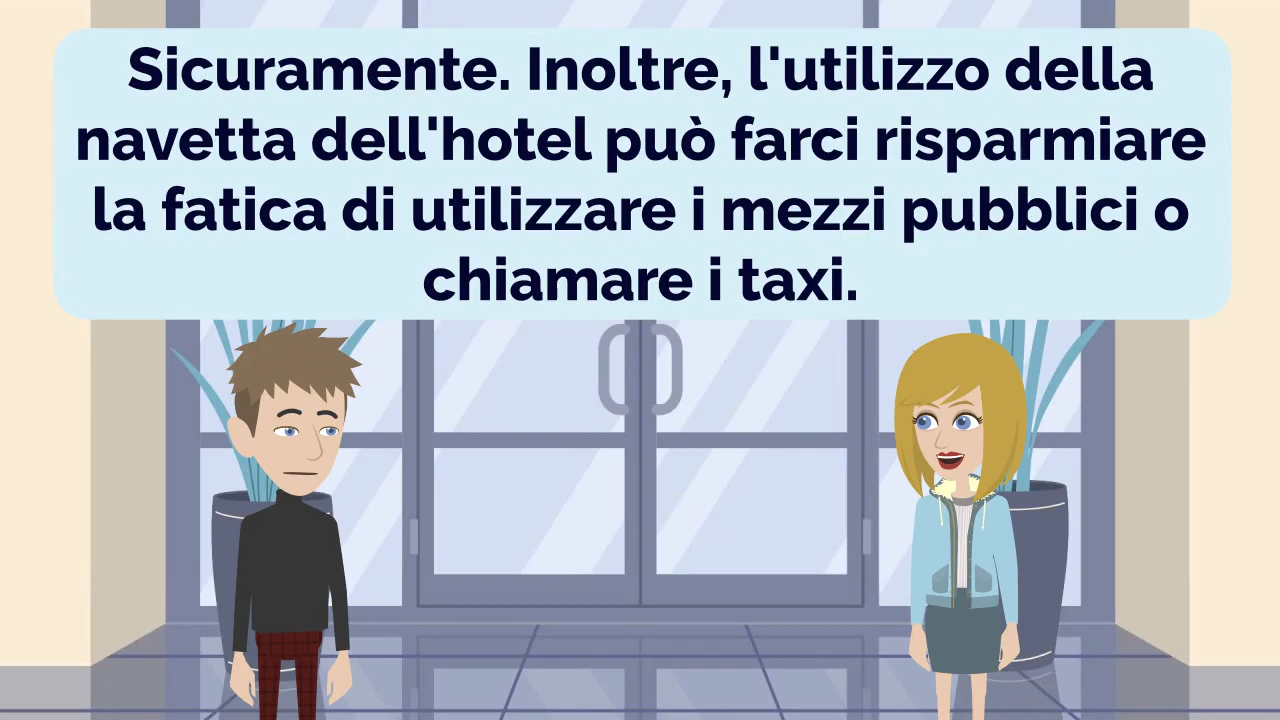 Sicuramente. Inoltre, l'utilizzo della
navetta dell'hotel può farci risparmiare
la fatica di utilizzare i mezzi pubblici o
chiamare i taxi.